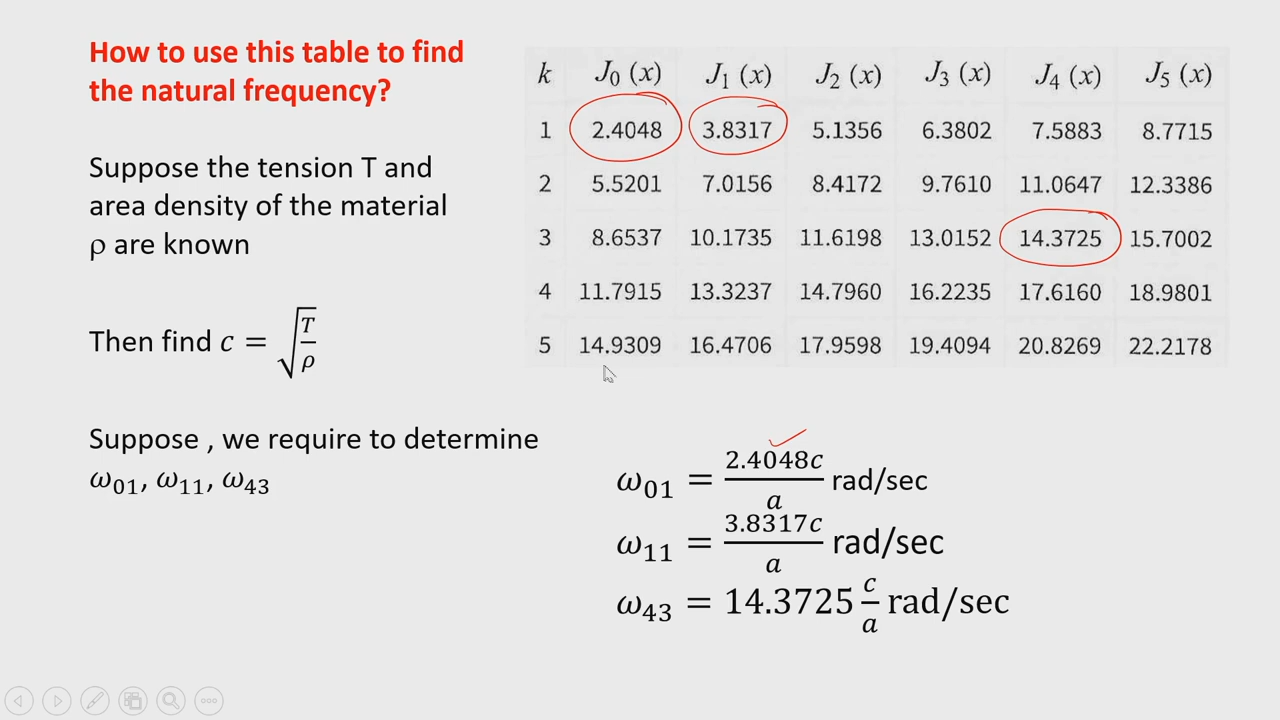 How to use this table to find
the natural frequency?
Suppose the tension T and
area density of the material
ρ are known
Then find c = √(T/ρ)
Suppose , we require to determine
ω₀₁, ω₁₁, ω₄₃
k J₀ (x) J₁ (x) J₂ (x) J₃ (x) J₄ (x) J₅ (x)
1 2.4048 3.8317 5.1356 6.3802 7.5883 8.7715
2 5.5201 7.0156 8.4172 9.7610 11.0647 12.3386
3 8.6537 10.1735 11.6198 13.0152 14.3725 15.7002
4 11.7915 13.3237 14.7960 16.2235 17.6160 18.9801
5 14.9309 16.4706 17.9598 19.4094 20.8269 22.2178
ω₀₁ = 2.4048c/a rad/sec
ω₁₁ = 3.8317c/a rad/sec
ω₄₃ = 14.3725 c/a rad/sec